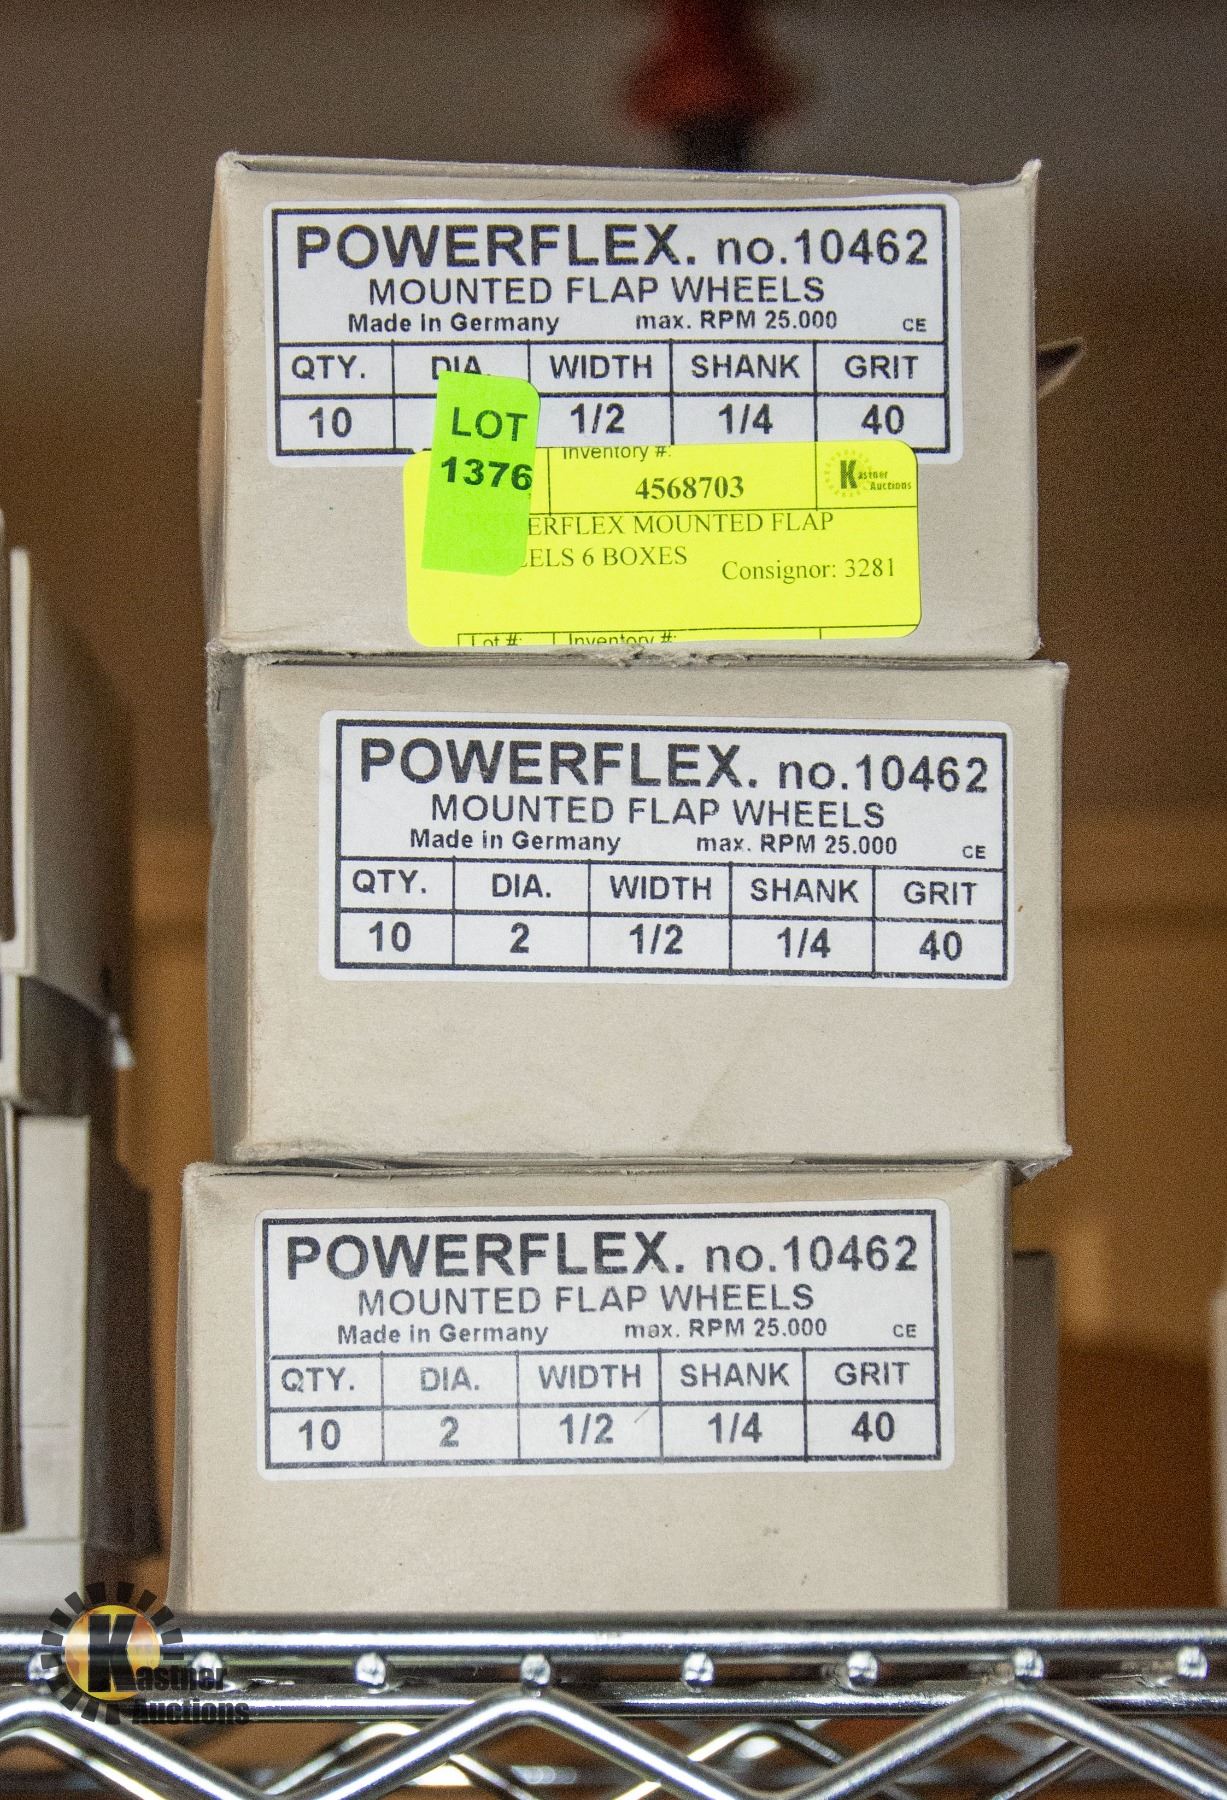 POWERFLEX. no.10462
MOUNTED FLAP WHEELS
Made in Germany max. RPM 25.000 CE
QTY. DIA. WIDTH SHANK GRIT
10 1/2 1/4 40
LOT
1376
Inventory #:
4568703
Kastner
Auctions
ERFLEX MOUNTED FLAP
ELS 6 BOXES
Consignor: 3281
Lot #: Inventory #:
POWERFLEX. no.10462
MOUNTED FLAP WHEELS
Made in Germany max. RPM 25.000 CE
QTY. DIA. WIDTH SHANK GRIT
10 2 1/2 1/4 40
POWERFLEX. no.10462
MOUNTED FLAP WHEELS
Made in Germany max. RPM 25.000 CE
QTY. DIA. WIDTH SHANK GRIT
10 2 1/2 1/4 40
Kastner
Auctions